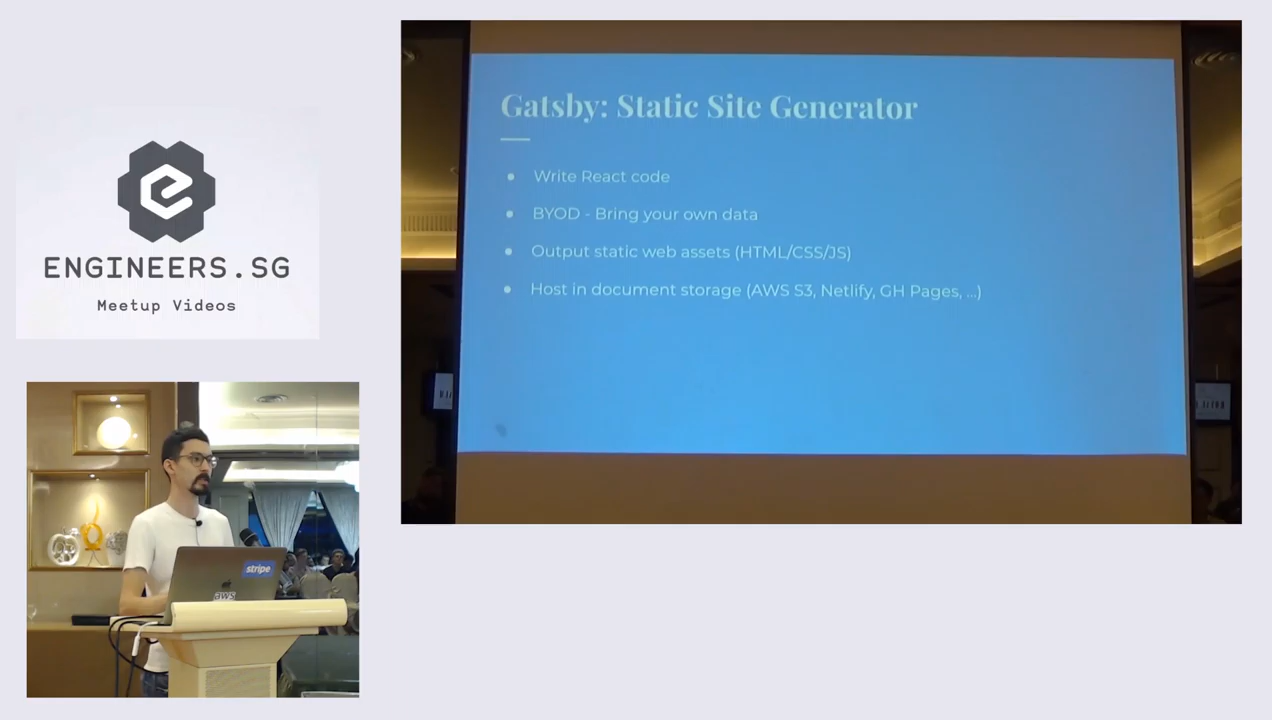 ENGINEERS.SG
Meetup Videos
Gatsby: Static Site Generator
Write React code
BYOD - Bring your own data
Output static web assets (HTML/CSS/JS)
Host in document storage (AWS S3, Netlify, GH Pages, ...)
stripe
aws